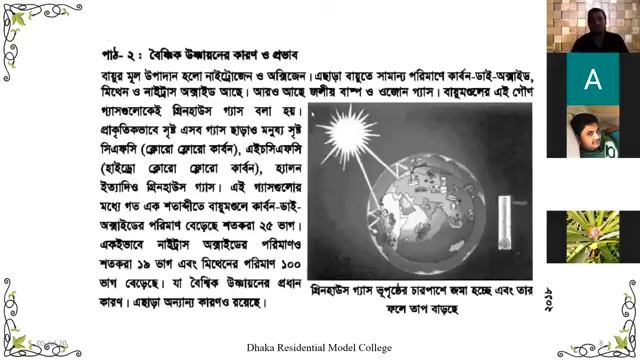 পাঠ- ২ : বৈশ্বিক উষ্ণায়নের কারণ ও প্রভাব
বায়ুর মূল উপাদান হলো নাইট্রোজেন ও অক্সিজেন। এছাড়া বায়ুতে সামান্য পরিমাণে কার্বন-ডাই-অক্সাইড,
মিথেন ও নাইট্রাস অক্সাইড আছে। আরও আছে জলীয় বাষ্প ও ওজোন গ্যাস। বায়ুমণ্ডলের এই গৌণ
গ্যাসগুলোকেই গ্রিনহাউস গ্যাস বলা হয়।
প্রাকৃতিকভাবে সৃষ্ট এসব গ্যাস ছাড়াও মনুষ্য সৃষ্ট
সিএফসি (ক্লোরো ফ্লোরো কার্বন), এইচসিএফসি
(হাইড্রো ক্লোরো ফ্লোরো কার্বন), হ্যালন
ইত্যাদিও গ্রিনহাউস গ্যাস। এই গ্যাসগুলোর
মধ্যে গত এক শতাব্দীতে বায়ুমণ্ডলে কার্বন-ডাই-
অক্সাইডের পরিমাণ বেড়েছে শতকরা ২৫ ভাগ।
একইভাবে নাইট্রাস অক্সাইডের পরিমাণও
শতকরা ১৯ ভাগ এবং মিথেনের পরিমাণ ১০০
ভাগ বেড়েছে। যা বৈশ্বিক উষ্ণায়নের প্রধান
কারণ। এছাড়া অন্যান্য কারণও রয়েছে।
গ্রিনহাউস গ্যাস ভূপৃষ্ঠের চারপাশে জমা হচ্ছে এবং তার
ফলে তাপ বাড়ছে
২০১৮
A
Dhaka Residential Model College
8